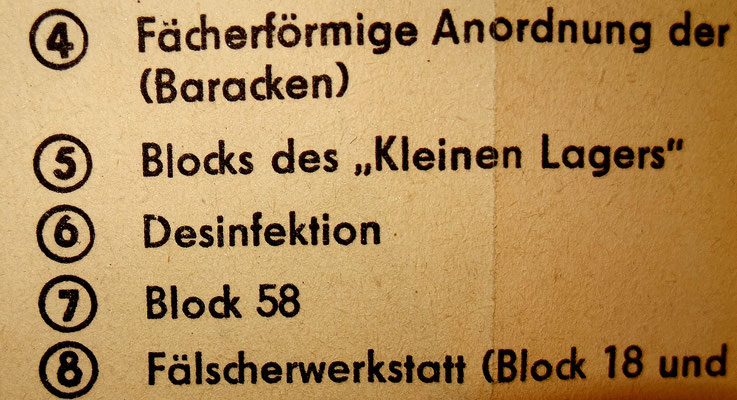 ④ Fächerförmige Anordnung der
(Baracken)
⑤ Blocks des „Kleinen Lagers“
⑥ Desinfektion
⑦ Block 58
⑧ Fälscherwerkstatt (Block 18 und